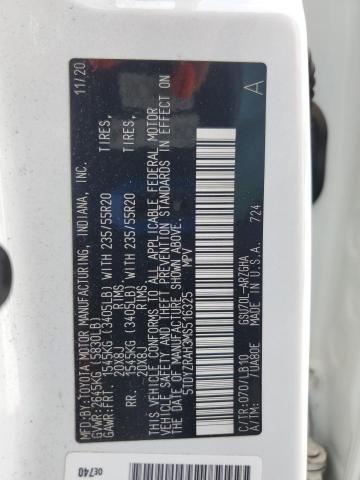 MFD.BY:TOYOTA MOTOR MANUFACTURING, INDIANA, INC. 11/20
GVWR:2645KG (5830LB)
GAWR:FRT. 1545KG (3405LB) WITH 235/55R20 TIRES,
20X8J RIMS,
RR. 1545KG (3405LB) WITH 235/55R20 TIRES,
20X8J RIMS.
THIS VEHICLE CONFORMS TO ALL APPLICABLE FEDERAL MOTOR
VEHICLE SAFETY AND THEFT PREVENTION STANDARDS IN EFFECT ON
THE DATE OF MANUFACTURE SHOWN ABOVE.
5TDYZRAH3MS516325 MPV
A
C/TR:070/LB10 GSU70L-ARZGHA
A/TM: /UA80E MADE IN U.S.A. 724
0E740